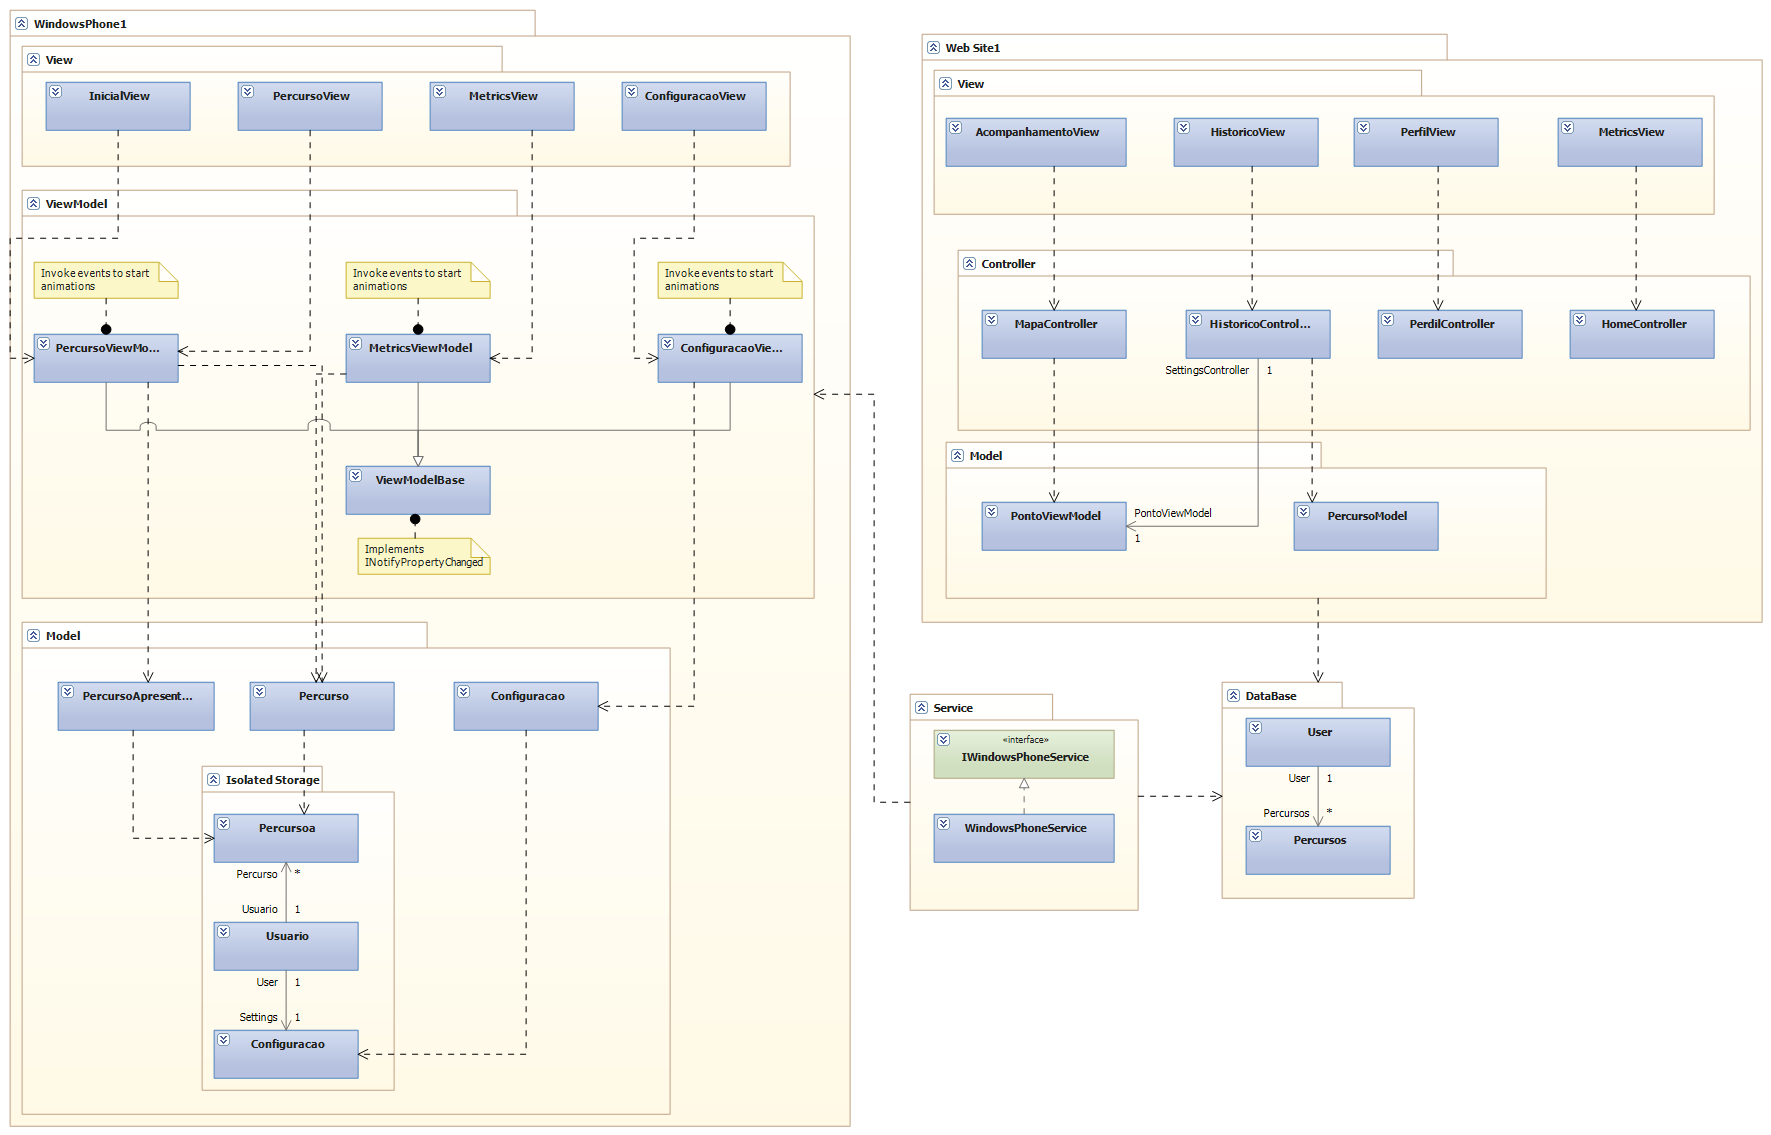 WindowsPhone1
View
InicialView
PercursoView
MetricsView
ConfiguracaoView
ViewModel
Invoke events to start
animations
Invoke events to start
animations
Invoke events to start
animations
PercursoViewMo...
MetricsViewModel
ConfiguracaoVie...
ViewModelBase
Implements
INotifyPropertyChanged
Model
PercursoApresent...
Percurso
Configuracao
Isolated Storage
Percursoa
Percurso *
Usuario 1
Usuario
User 1
Settings 1
Configuracao
Web Site1
View
AcompanhamentoView
HistoricoView
PerfilView
MetricsView
Controller
MapaController
HistoricoControl...
PerdilController
HomeController
SettingsController 1
Model
PontoViewModel
PontoViewModel
1
PercursoModel
Service
«interface»
IWindowsPhoneService
WindowsPhoneService
DataBase
User
User 1
Percursos *
Percursos